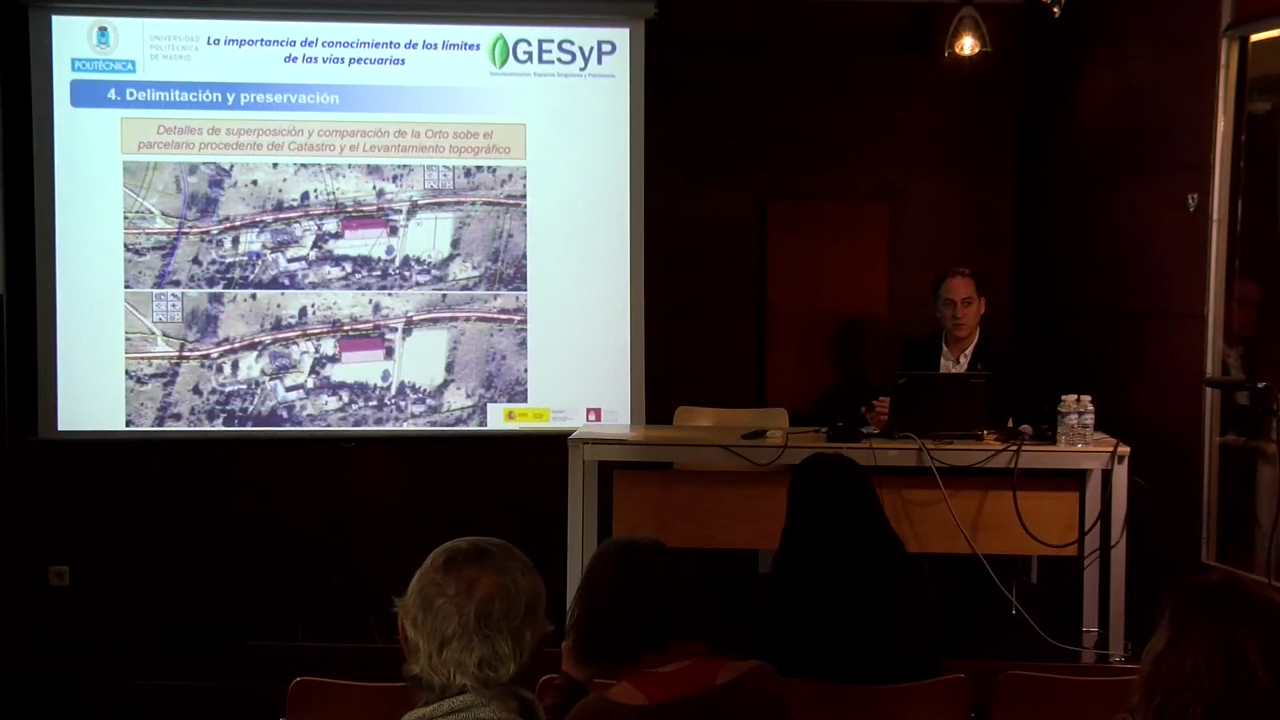 UNIVERSIDAD
POLITÉCNICA
DE MADRID
POLITÉCNICA
La importancia del conocimiento de los límites
de las vías pecuarias
GESyP
4. Delimitación y preservación
Detalles de superposición y comparación de la Orto sobe el
parcelario procedente del Catastro y el Levantamiento topográfico